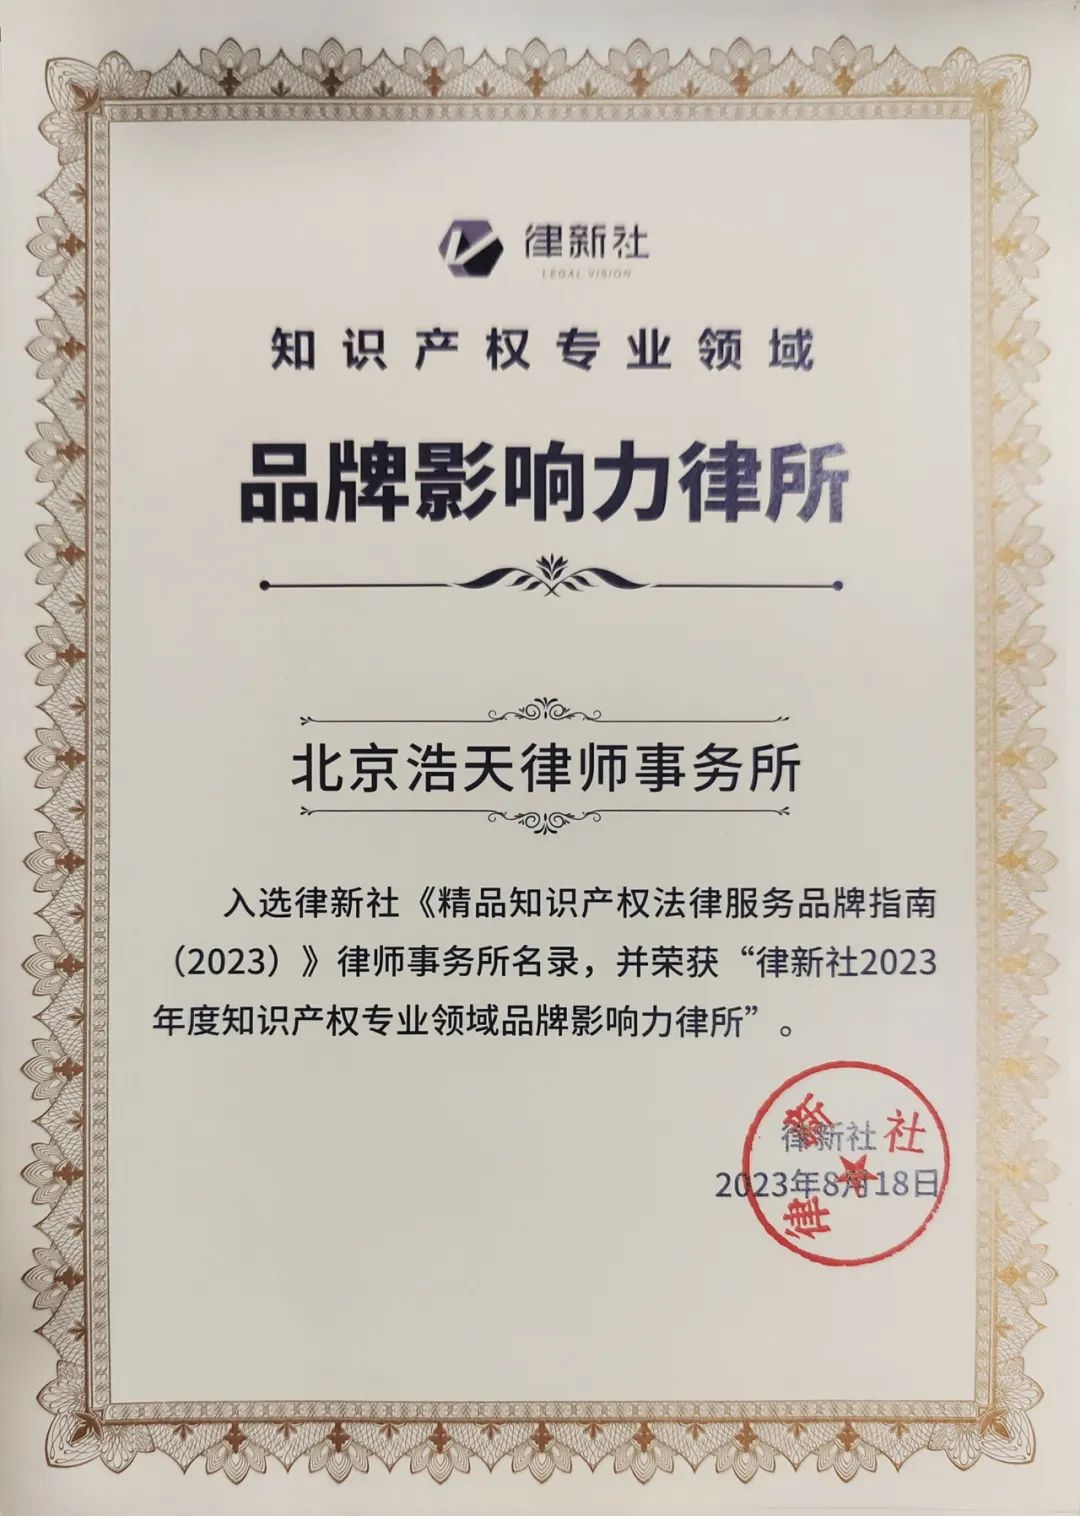 律新社
LEGAL VISION
知识产权专业领域
品牌影响力律所
北京浩天律师事务所
入选律新社《精品知识产权法律服务品牌指南
（2023）》律师事务所名录，并荣获“律新社2023
年度知识产权专业领域品牌影响力律所”。
律新社
律新社
2023年8月18日